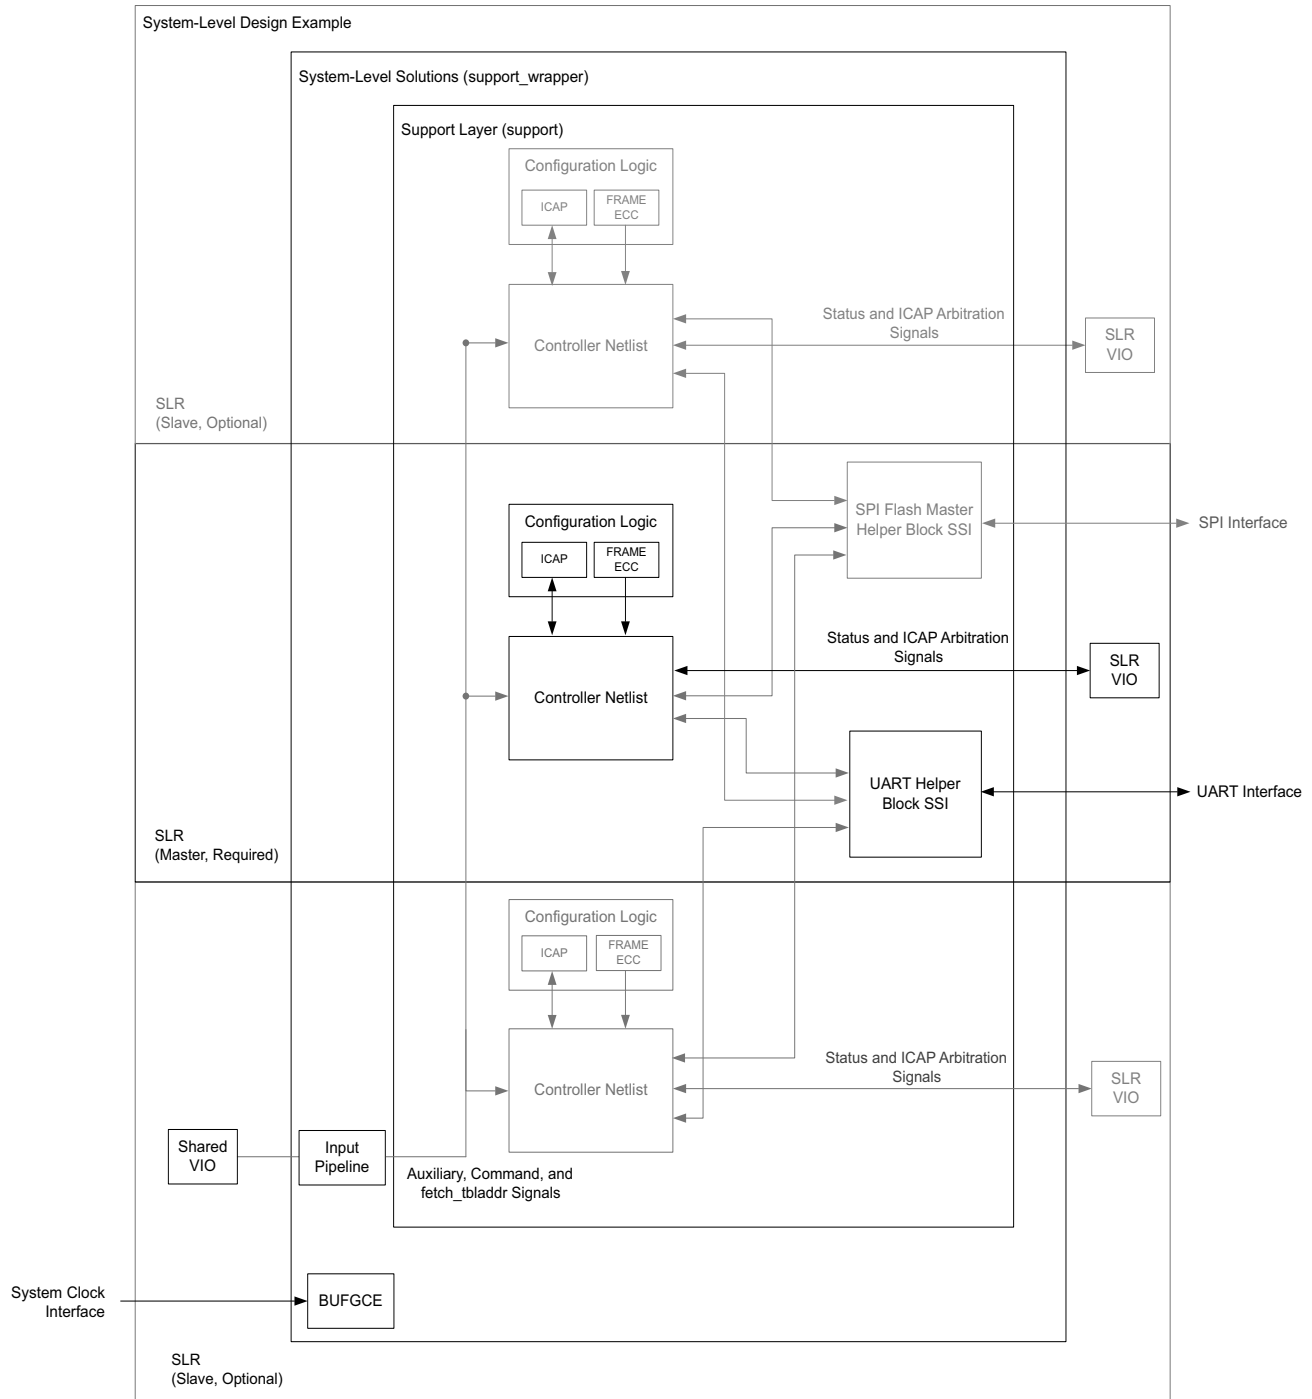 System-Level Design Example
System-Level Solutions (support_wrapper)
Support Layer (support)
Configuration Logic
ICAP
FRAME
ECC
Controller Netlist
Status and ICAP Arbitration
Signals
SLR
VIO
SLR
(Slave, Optional)
SPI Flash Master
Helper Block SSI
SPI Interface
Configuration Logic
ICAP
FRAME
ECC
Controller Netlist
Status and ICAP Arbitration
Signals
SLR
VIO
UART Helper
Block SSI
UART Interface
SLR
(Master, Required)
Configuration Logic
ICAP
FRAME
ECC
Controller Netlist
Status and ICAP Arbitration
Signals
SLR
VIO
Shared
VIO
Input
Pipeline
Auxiliary, Command, and
fetch_tbladdr Signals
System Clock
Interface
BUFGCE
SLR
(Slave, Optional)